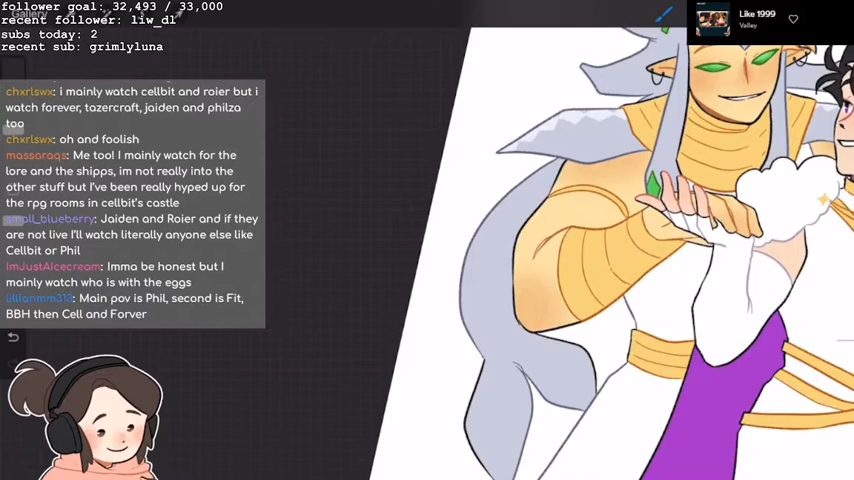 follower goal: 32,493 / 33,000
Gallery
recent follower: liw_dl
subs today: 2
recent sub: grimlyluna
Like 1999
Valley
chxrlswx: i mainly watch cellbit and roier but i
watch forever, tazercraft, jaiden and philza
too
chxrlswx: oh and foolish
massaraqs: Me too! I mainly watch for the
lore and the shipps, im not really into the
other stuff but I've been really hyped up for
the rpg rooms in cellbit's castle
small_blueberry: Jaiden and Roier and if they
are not live I'll watch literally anyone else like
Cellbit or Phil
ImJustAIcecream: Imma be honest but I
mainly watch who is with the eggs
lillianmm313: Main pov is Phil, second is Fit,
BBH then Cell and Forver